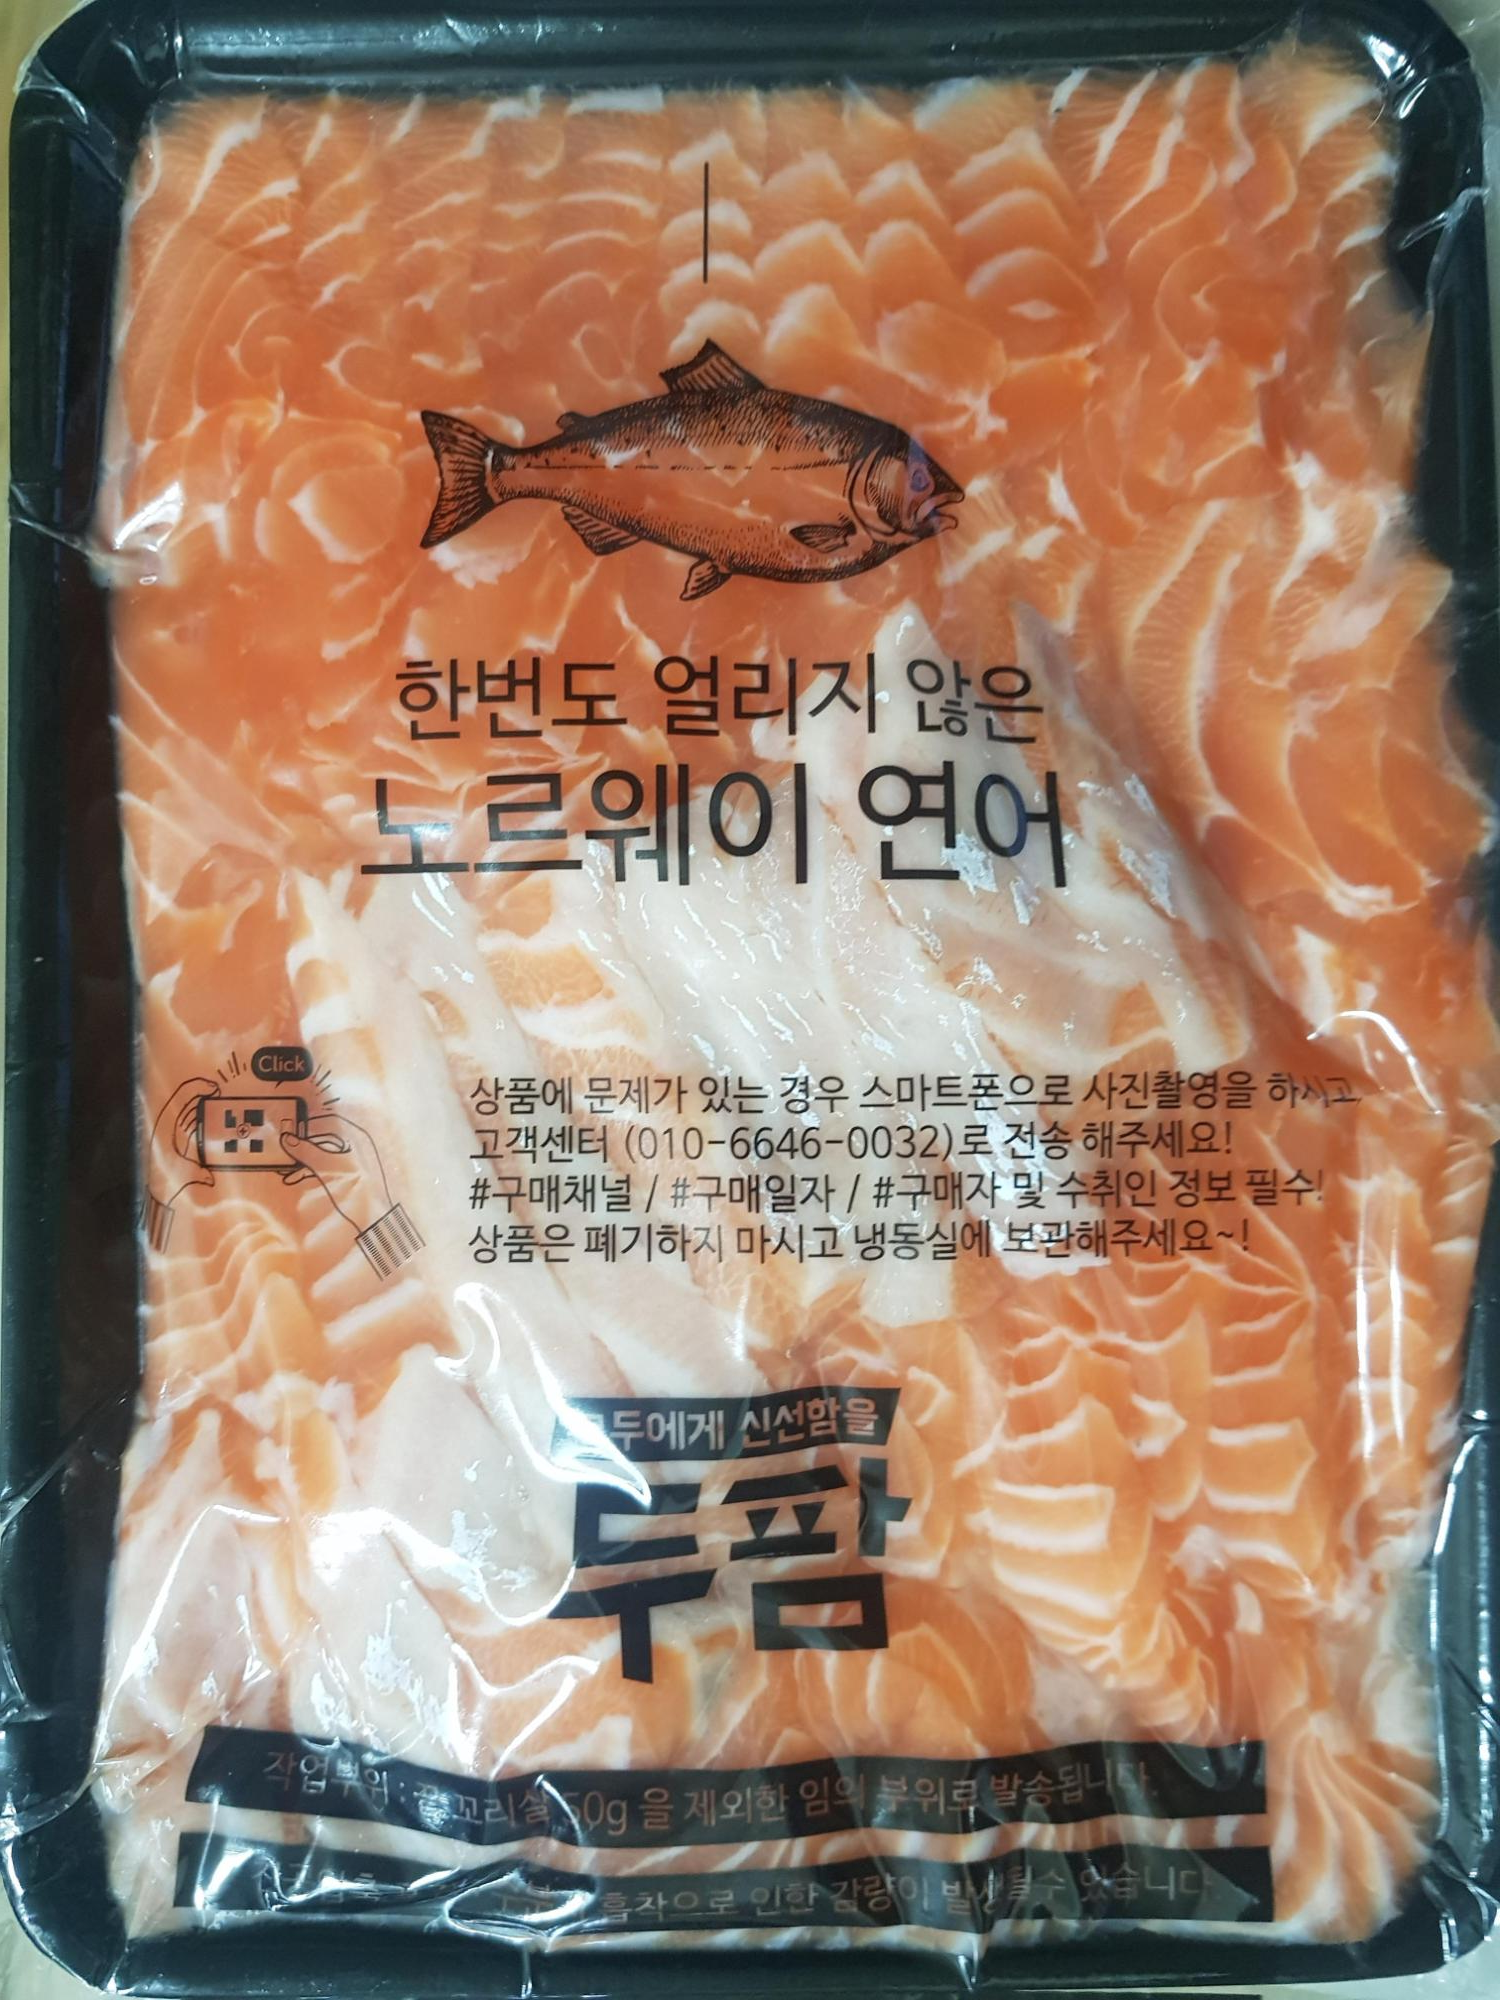 한번도 얼리지 않은
노르웨이 연어
Click
상품에 문제가 있는 경우 스마트폰으로 사진촬영을 하시고
고객센터 (010-6646-0032)로 전송 해주세요!
#구매채널 / #구매일자 / #구매자 및 수취인 정보 필수!
상품은 폐기하지 마시고 냉동실에 보관해주세요~!
모두에게 신선함을
두팜
작업부위 : 꼬리살 50g 을 제외한 임의 부위로 발송됩니다.
흡착으로 인한 감량이 발생될수 있습니다.